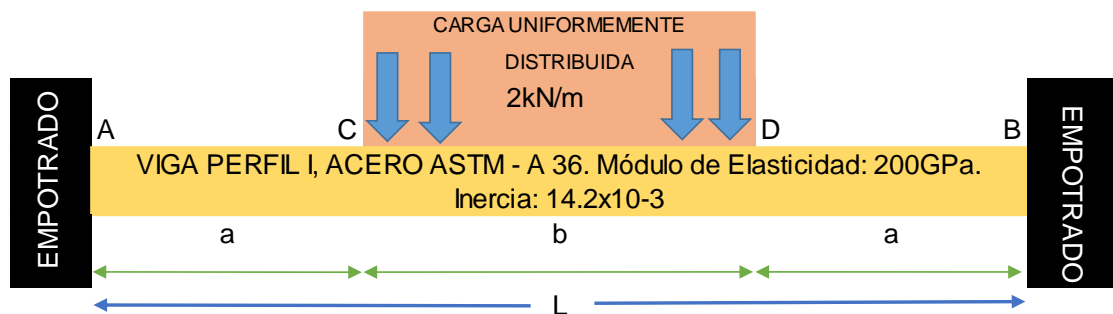 CARGA UNIFORMEMENTE
DISTRIBUIDA
2kN/m
EMPOTRADO
A
C
D
B
EMPOTRADO
VIGA PERFIL I, ACERO ASTM - A 36. Módulo de Elasticidad: 200GPa.
Inercia: 14.2x10-3
a
b
a
L